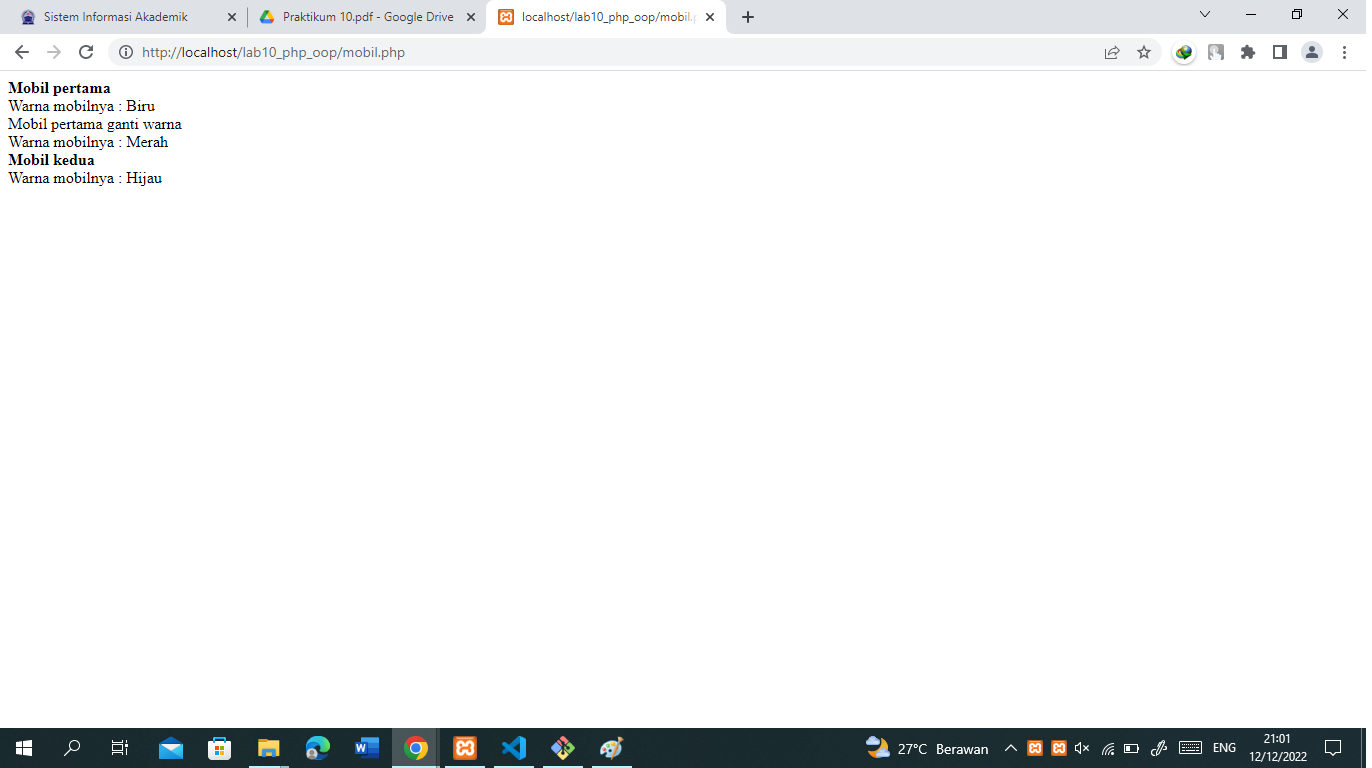 Sistem Informasi Akademik
Praktikum 10.pdf - Google Drive
localhost/lab10_php_oop/mobil.p
http://localhost/lab10_php_oop/mobil.php
Mobil pertama
Warna mobilnya : Biru
Mobil pertama ganti warna
Warna mobilnya : Merah
Mobil kedua
Warna mobilnya : Hijau
27°C Berawan
ENG
21:01
12/12/2022